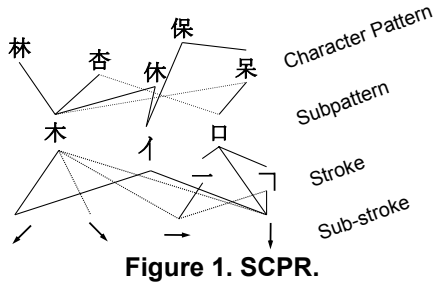 保
林 杏 休 呆
Character Pattern
木 亻 口
Subpattern
一 ㇕
Stroke
Sub-stroke
Figure 1. SCPR.